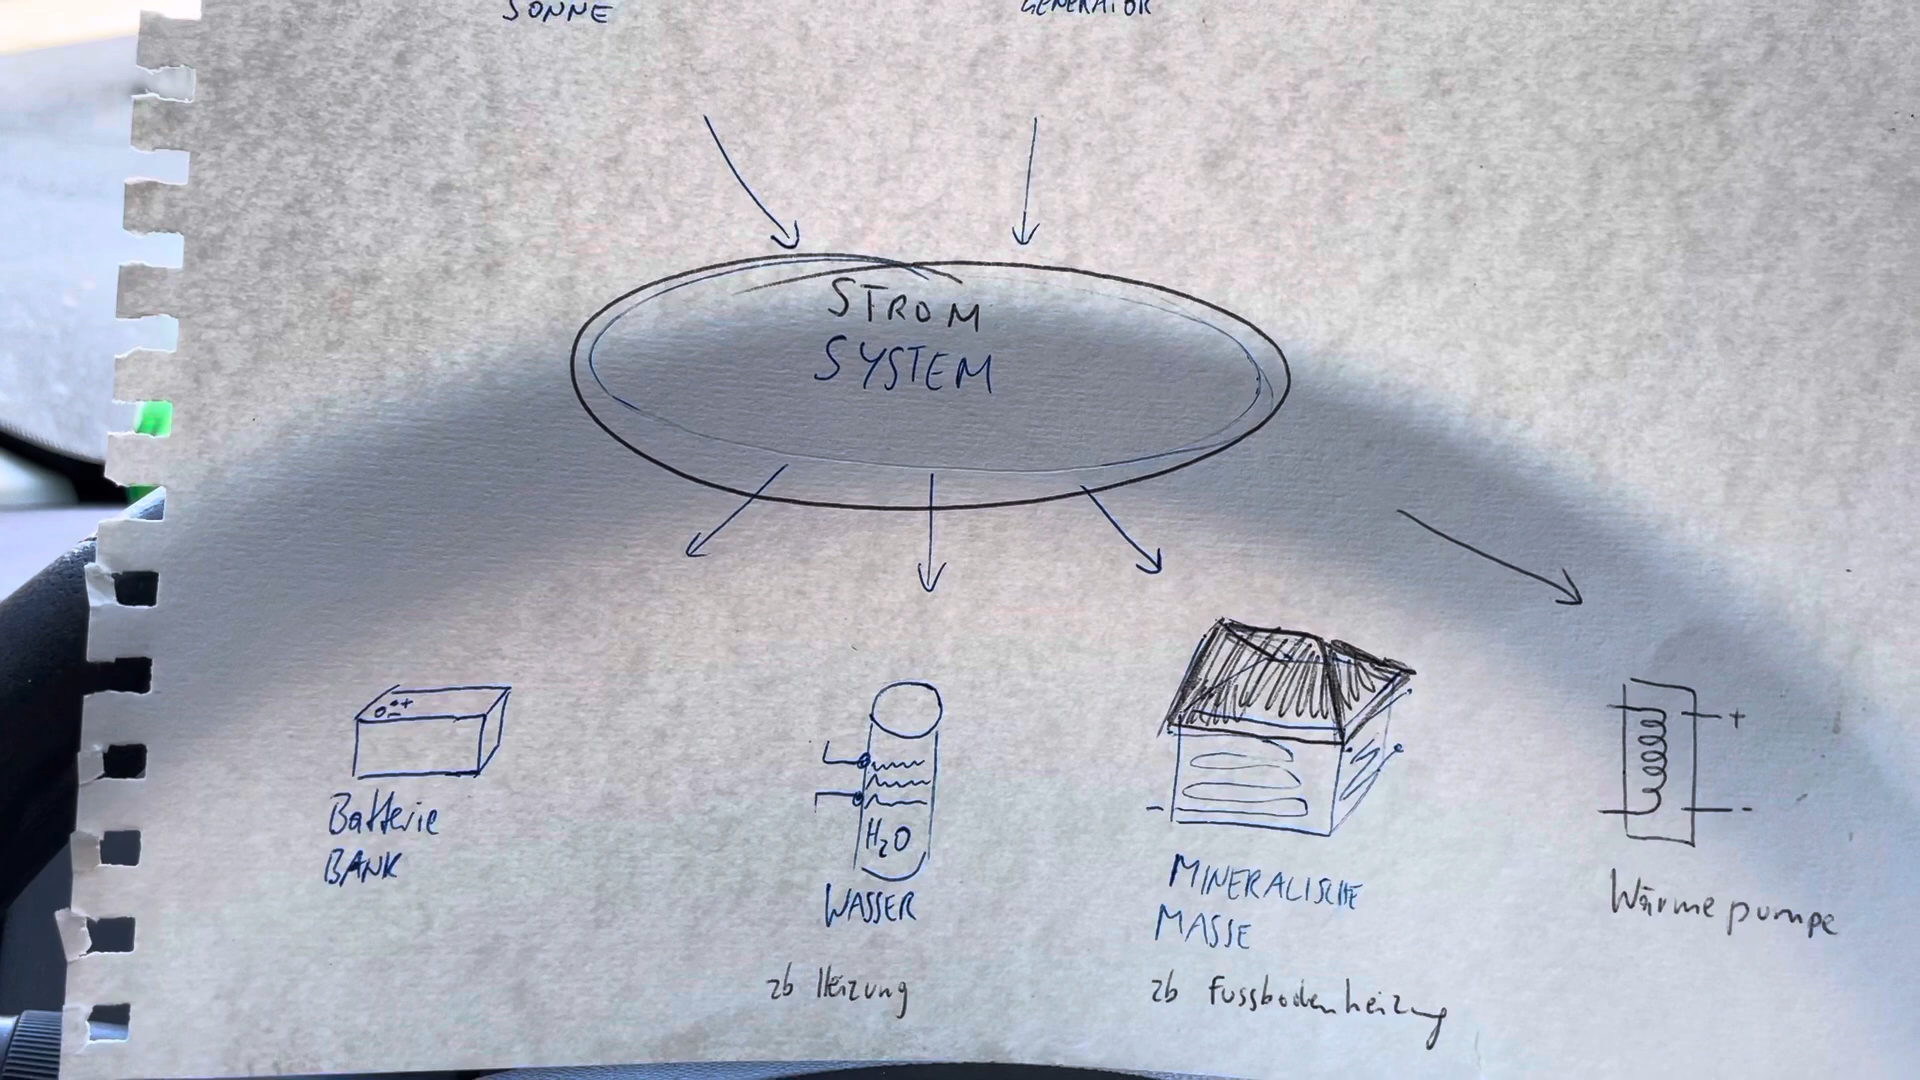 SONNE
GENERATOR
STROM
SYSTEM
+
-
Batterie
BANK
H2O
WASSER
zb Heizung
MINERALISCHE
MASSE
zb Fussbodenheizung
+
-
Wärmepumpe